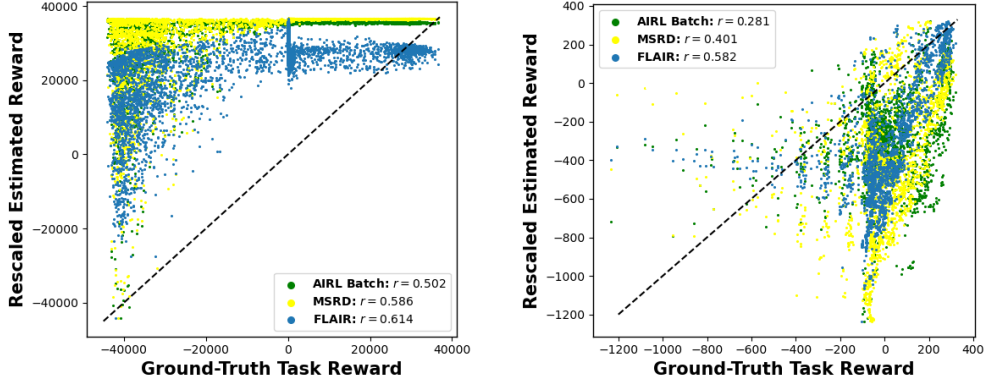 40000
20000
0
−20000
−40000
−40000
−20000
0
20000
40000
Rescaled Estimated Reward
Ground-Truth Task Reward
AIRL Batch: r = 0.502
MSRD: r = 0.586
FLAIR: r = 0.614
400
200
0
−200
−400
−600
−800
−1000
−1200
−1200
−1000
−800
−600
−400
−200
0
200
400
Rescaled Estimated Reward
Ground-Truth Task Reward
AIRL Batch: r = 0.281
MSRD: r = 0.401
FLAIR: r = 0.582